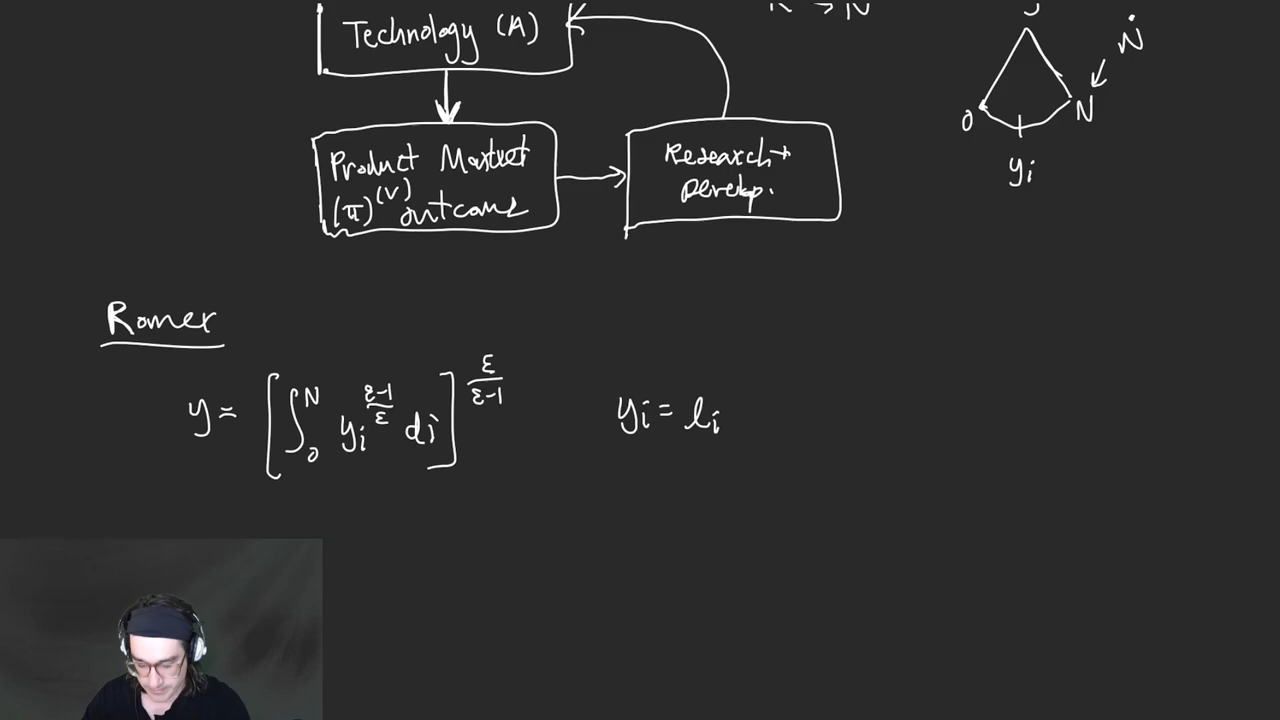 Technology (A)
Ṅ
0
N
yi
Product Market
(π)(V) outcome
Research +
Develop.
Romer
y = [∫₀ᴺ yᵢ^((ε-1)/ε) di]^(ε/(ε-1))
yᵢ = ℓᵢ